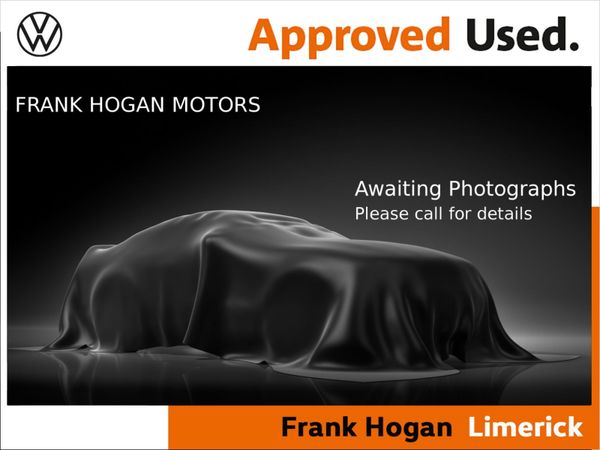 Approved Used.
FRANK HOGAN MOTORS
Awaiting Photographs
Please call for details
Frank Hogan Limerick